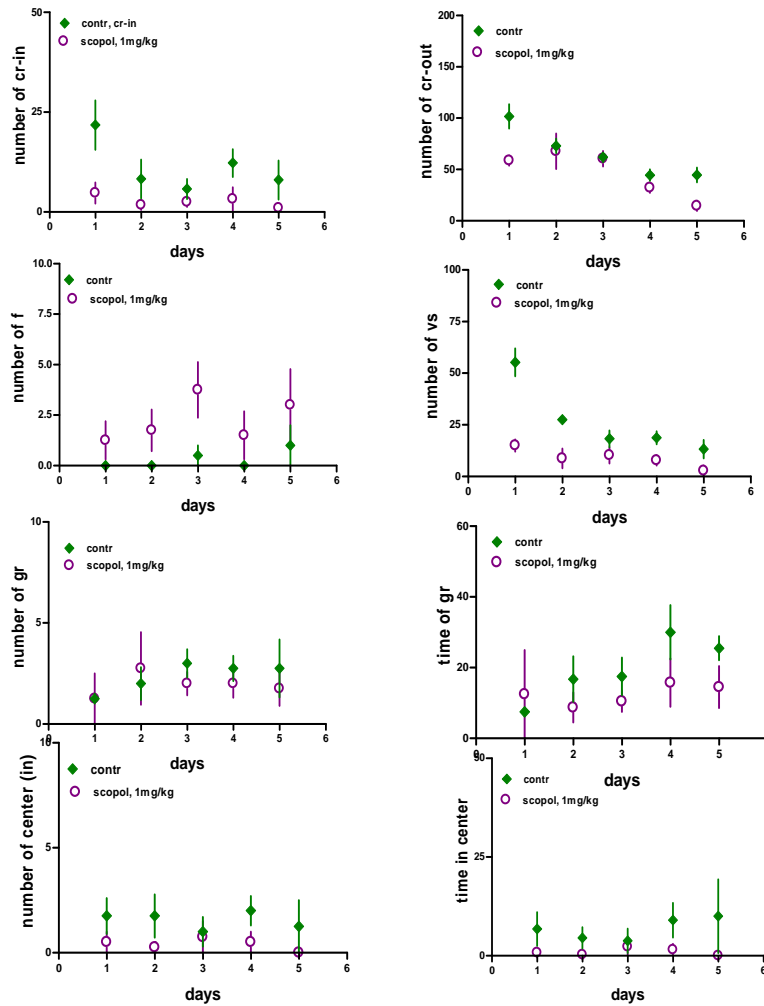 contr, cr-in
scopol, 1mg/kg
number of cr-in
50
25
0
0 1 2 3 4 5 6
days
contr
scopol, 1mg/kg
number of cr-out
200
150
100
50
0
0 1 2 3 4 5 6
days
contr
scopol, 1mg/kg
number of f
10.0
7.5
5.0
2.5
0.0
0 1 2 3 4 5 6
days
contr
scopol, 1mg/kg
number of vs
100
75
50
25
0
0 1 2 3 4 5 6
days
contr
scopol, 1mg/kg
number of gr
10
5
0
0 1 2 3 4 5 6
days
contr
scopol, 1mg/kg
time of gr
60
40
20
0
0 1 2 3 4 5
days
contr
scopol, 1mg/kg
number of center (in)
10
5
0
0 1 2 3 4 5 6
contr
scopol, 1mg/kg
time in center
50
25
0
0 1 2 3 4 5 6